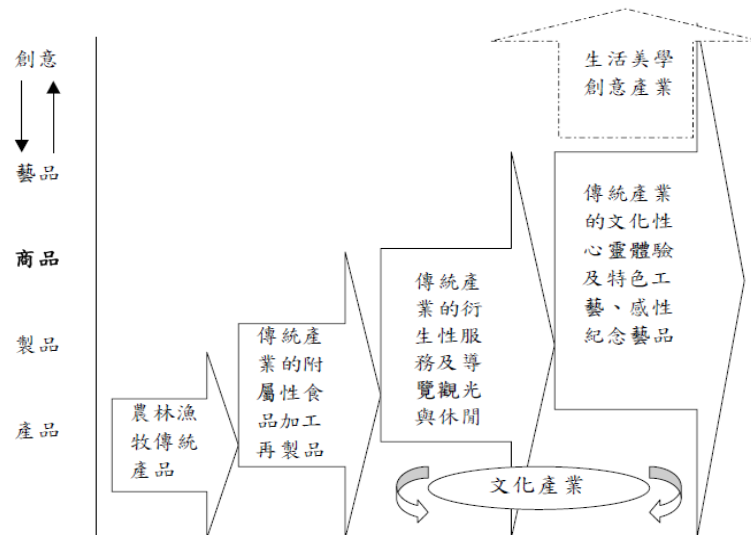 創意
藝品
商品
製品
產品
農林漁
牧傳統
產品
傳統產
業的附
屬性食
品加工
再製品
傳統產
業的衍
生性服
務及導
覽觀光
與休閒
傳統產業
的文化性
心靈體驗
及特色工
藝、感性
紀念藝品
生活美學
創意產業
文化產業